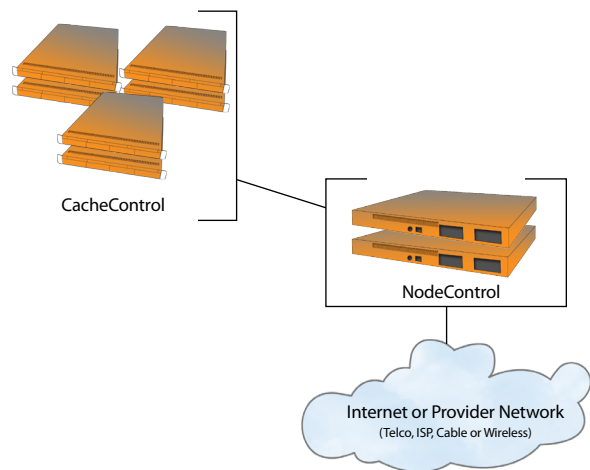 CacheControl
NodeControl
Internet or Provider Network
(Telco, ISP, Cable or Wireless)